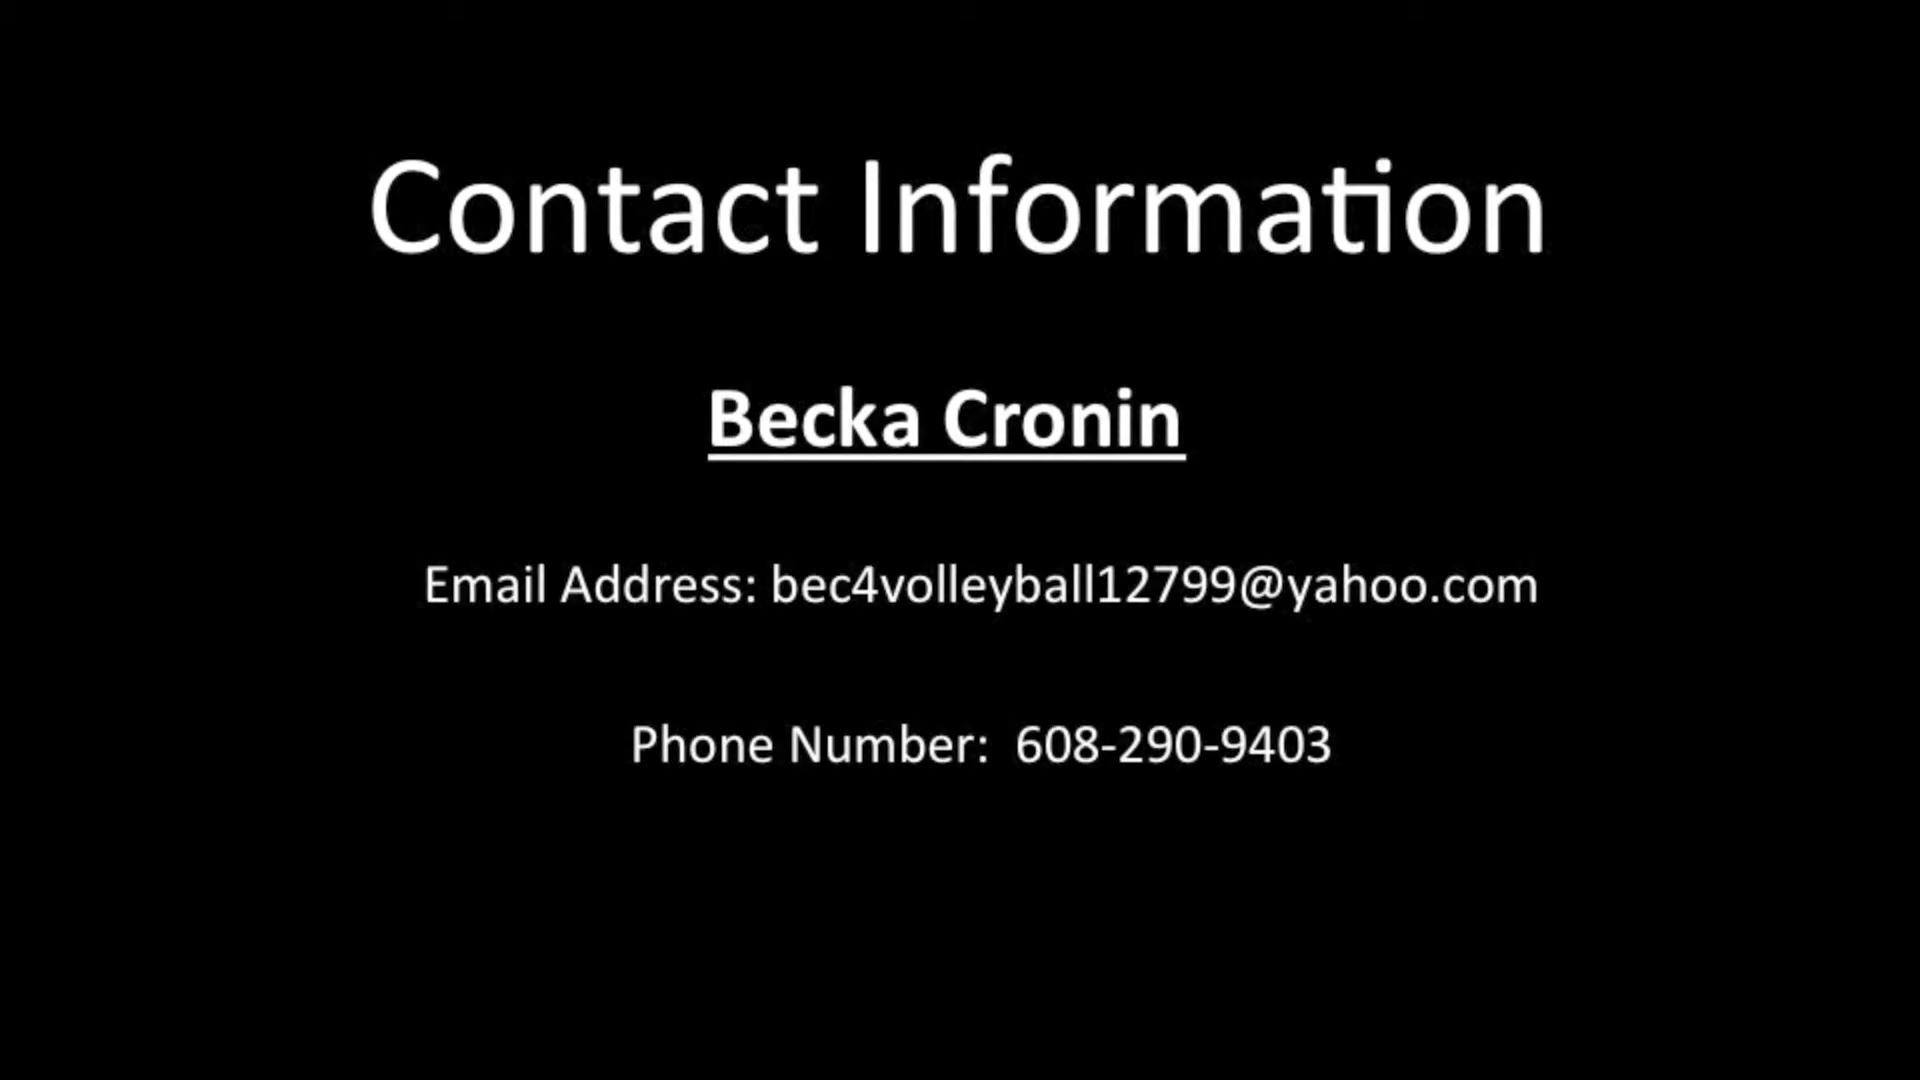 Contact Information
Becka Cronin
Email Address: bec4volleyball12799@yahoo.com
Phone Number:  608-290-9403